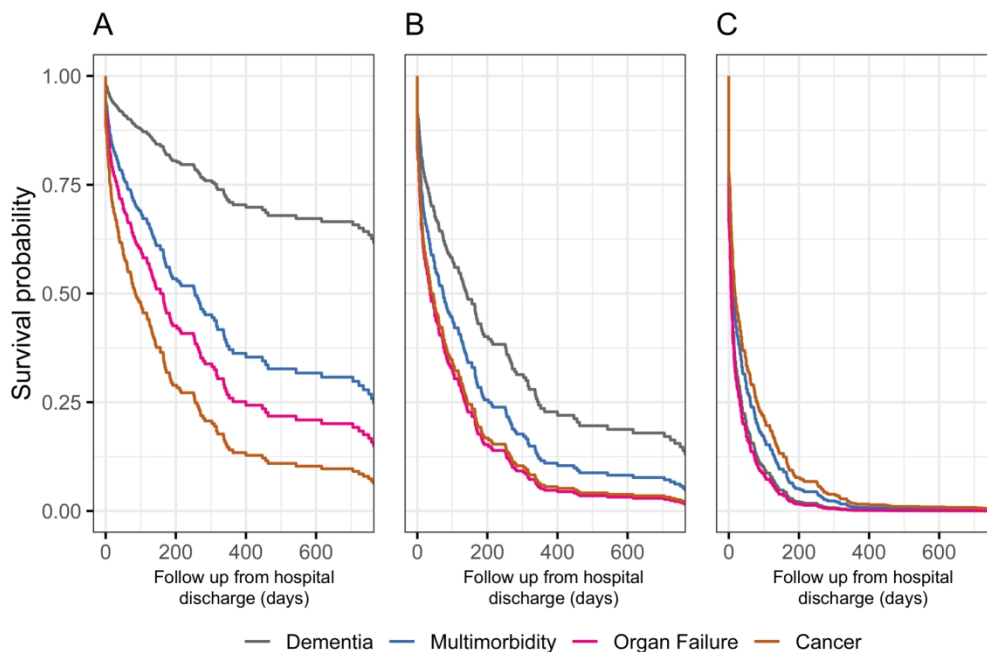 A B C
Survival probability
1.00
0.75
0.50
0.25
0.00
0 200 400 600 0 200 400 600 0 200 400 600
Follow up from hospital Follow up from hospital Follow up from hospital
discharge (days) discharge (days) discharge (days)
Dementia Multimorbidity Organ Failure Cancer